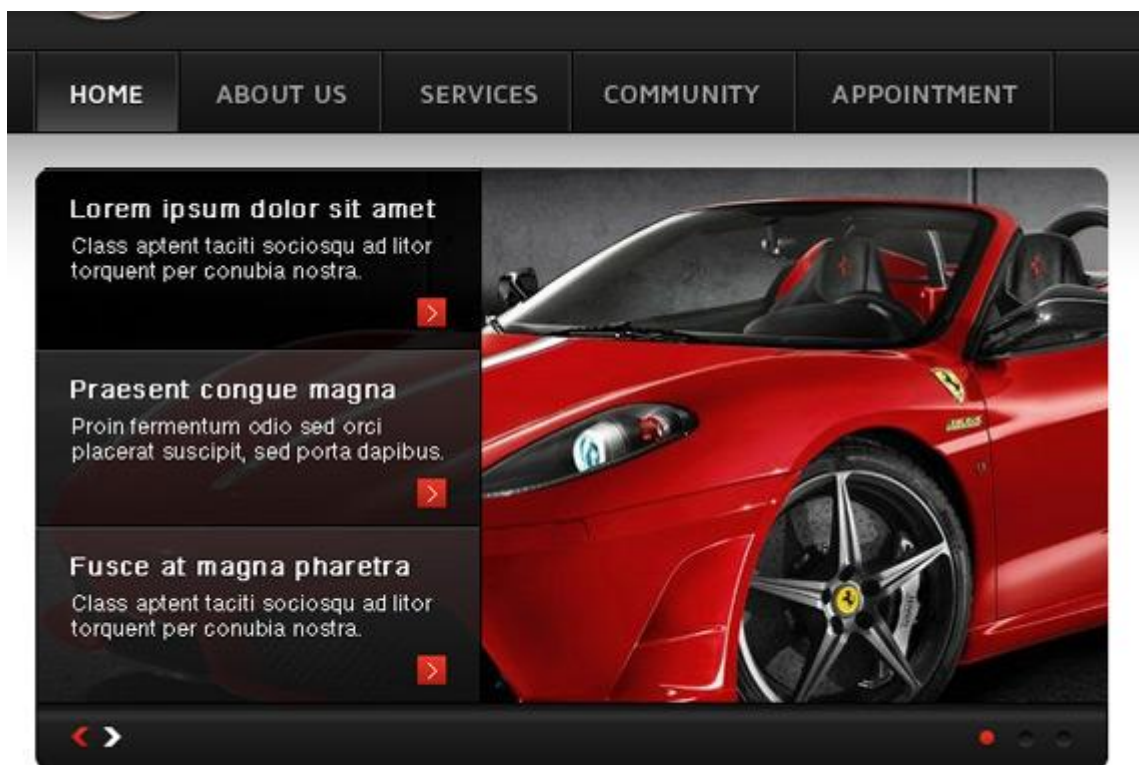 HOME
ABOUT US
SERVICES
COMMUNITY
APPOINTMENT
Lorem ipsum dolor sit amet
Class aptent taciti sociosqu ad litor
torquent per conubia nostra.
Praesent congue magna
Proin fermentum odio sed orci
placerat suscipit, sed porta dapibus.
Fusce at magna pharetra
Class aptent taciti sociosqu ad litor
torquent per conubia nostra.